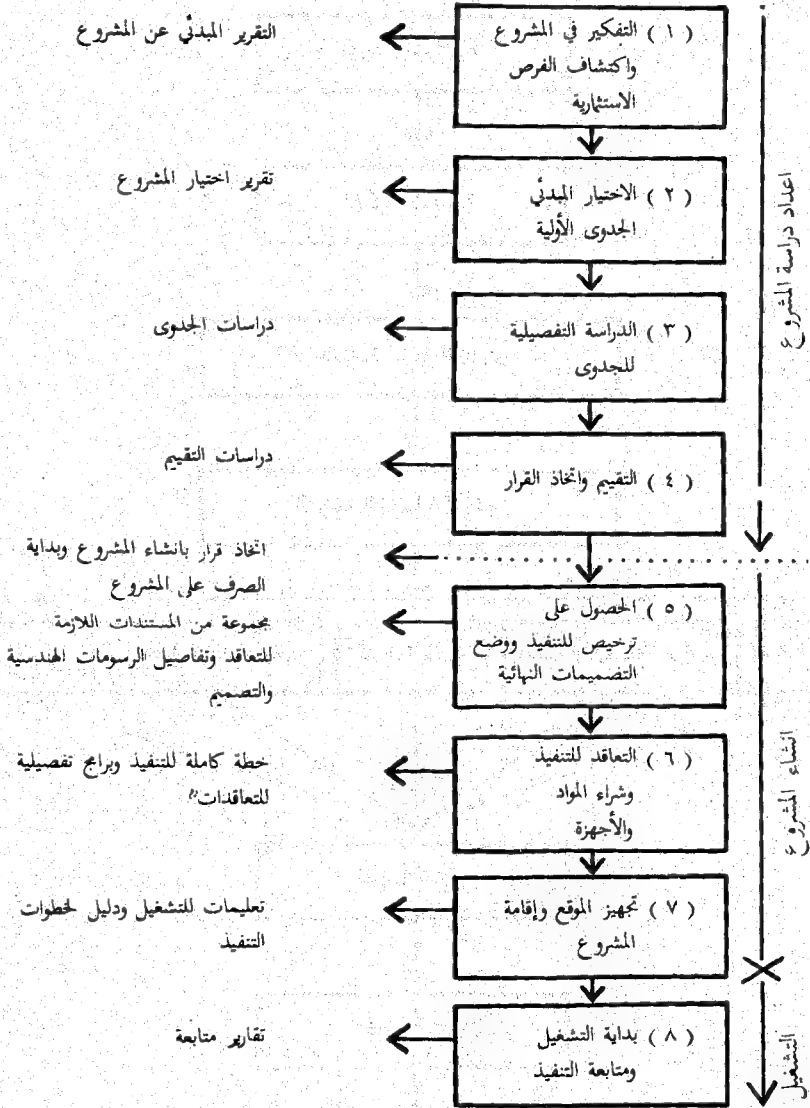 ( ١ ) التفكير في المشروع
واكتشاف الفرص
الاستثمارية
التقرير المبدئي عن المشروع
( ٢ ) الاختيار المبدئي
الجدوى الأولية
تقرير اختيار المشروع
( ٣ ) الدراسة التفصيلية
للجدوى
دراسات الجدوى
( ٤ ) التقييم واتخاذ القرار
دراسات التقييم
اعداد دراسة المشروع
اتخاذ قرار بانشاء المشروع وبداية
الصرف على المشروع
( ٥ ) الحصول على
ترخيص للتنفيذ ووضع
التصميمات النهائية
مجموعة من المستندات اللازمة
للتعاقد وتفاصيل الرسومات الهندسية
والتصميم
( ٦ ) التعاقد للتنفيذ
وشراء المواد
والأجهزة
خطة كاملة للتنفيذ وبرامج تفصيلية
للتعاقدات
( ٧ ) تجهيز الموقع وإقامة
المشروع
تعليمات للتشغيل ودليل لخطوات
التنفيذ
انشاء المشروع
( ٨ ) بداية التشغيل
ومتابعة التنفيذ
تقارير متابعة
التشغيل